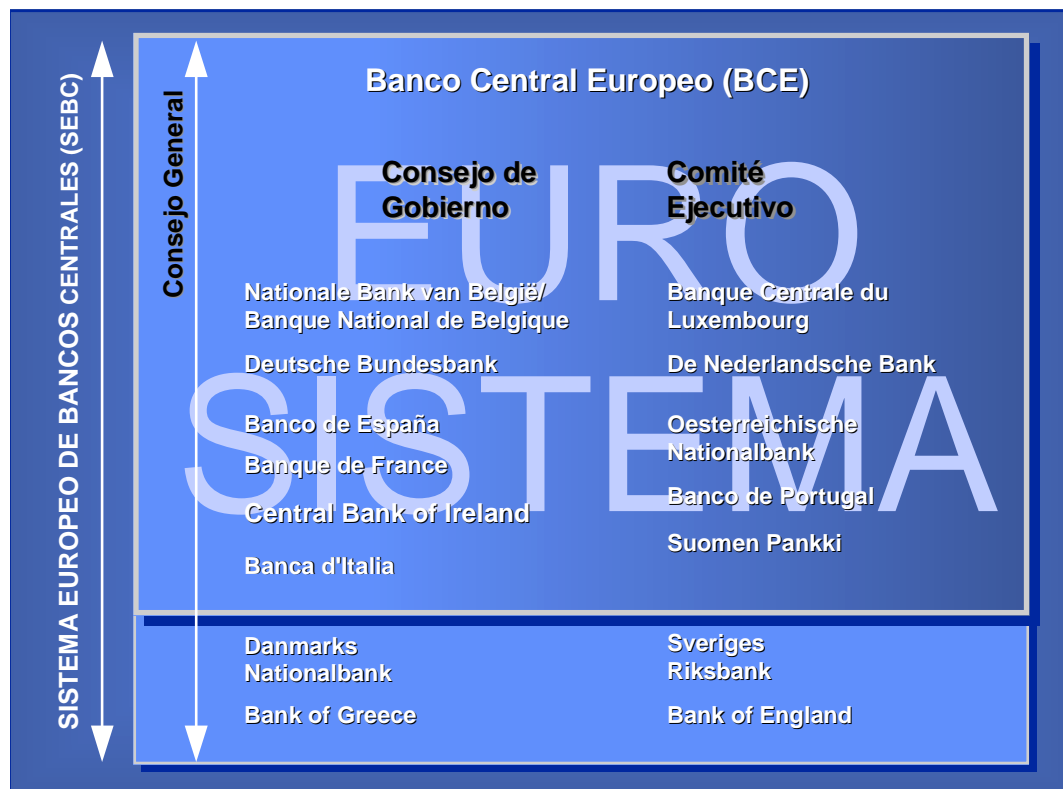 SISTEMA EUROPEO DE BANCOS CENTRALES (SEBC)
Consejo General
Banco Central Europeo (BCE)
EURO
SISTEMA
Consejo de
Gobierno
Comité
Ejecutivo
Nationale Bank van België/
Banque National de Belgique
Deutsche Bundesbank
Banco de España
Banque de France
Central Bank of Ireland
Banca d'Italia
Banque Centrale du
Luxembourg
De Nederlandsche Bank
Oesterreichische
Nationalbank
Banco de Portugal
Suomen Pankki
Danmarks
Nationalbank
Bank of Greece
Sveriges
Riksbank
Bank of England